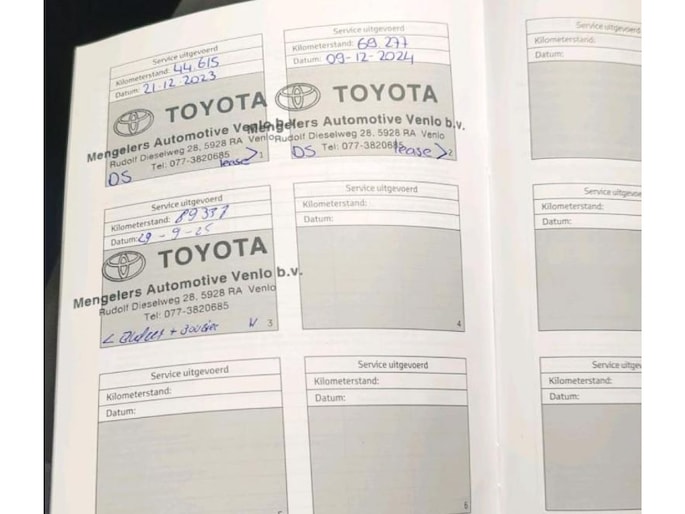 Service uitgevoerd
Kilometerstand: 44.615
Datum: 21-12-2023
TOYOTA
Mengelers Automotive Venlo b.v.
Rudolf Dieselweg 28, 5928 RA Venlo
Tel: 077-3820685
DS lease > 1
Service uitgevoerd
Kilometerstand: 69.277
Datum: 09-12-2024
TOYOTA
Mengelers Automotive Venlo b.v.
Rudolf Dieselweg 28, 5928 RA Venlo
Tel: 077-3820685
DS lease > 2
Service uitgevoerd
Kilometerstand:
Service uitgevoerd
Kilometerstand: 89331
Datum: 29-9-25
TOYOTA
Mengelers Automotive Venlo b.v.
Rudolf Dieselweg 28, 5928 RA Venlo
Tel: 077-3820685
3
Service uitgevoerd
Kilometerstand:
Datum:
4
Service uitgevoerd
Kilometerstand:
Datum:
Service uitgevoerd
Kilometerstand:
Datum:
Service uitgevoerd
Kilometerstand:
Datum:
6
Service
Kilometerstand:
Datum: